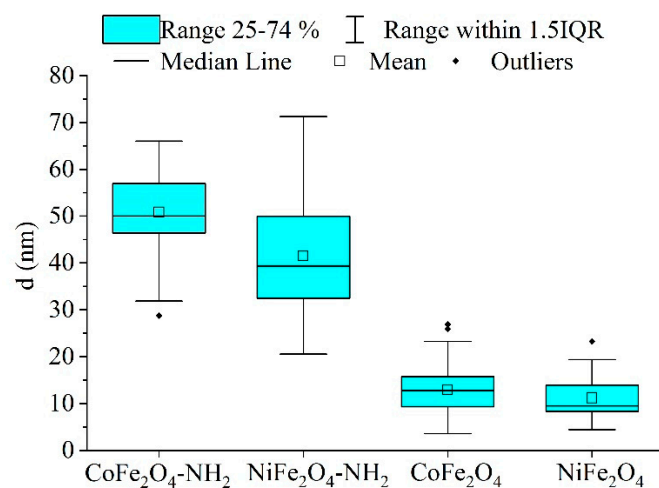 Range 25-74 % Range within 1.5IQR
Median Line Mean Outliers
80
70
60
50
40
30
20
10
0
d (nm)
CoFe₂O₄-NH₂ NiFe₂O₄-NH₂ CoFe₂O₄ NiFe₂O₄